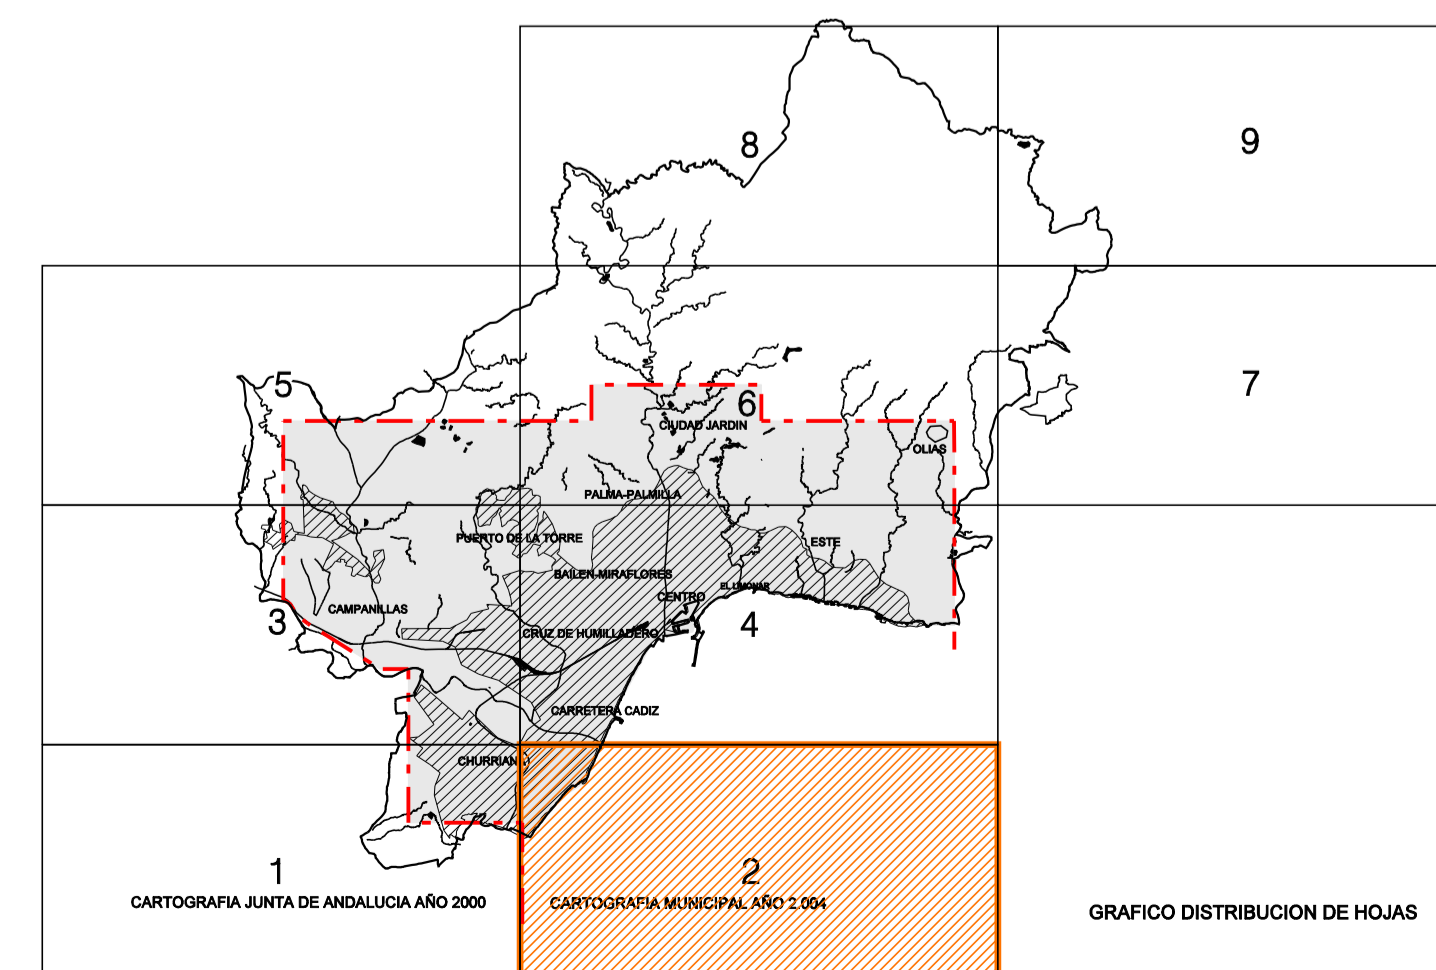 8
9
5
6
7
CIUDAD JARDIN
OLIAS
PALMA-PALMILLA
PUERTO DE LA TORRE
ESTE
BAILEN-MIRAFLORES
EL LIMONAR
CENTRO
CAMPANILLAS
3
CRUZ DE HUMILLADERO
4
CARRETERA CADIZ
CHURRIANA
1
2
CARTOGRAFIA JUNTA DE ANDALUCIA AÑO 2000
CARTOGRAFIA MUNICIPAL AÑO 2.004
GRAFICO DISTRIBUCION DE HOJAS